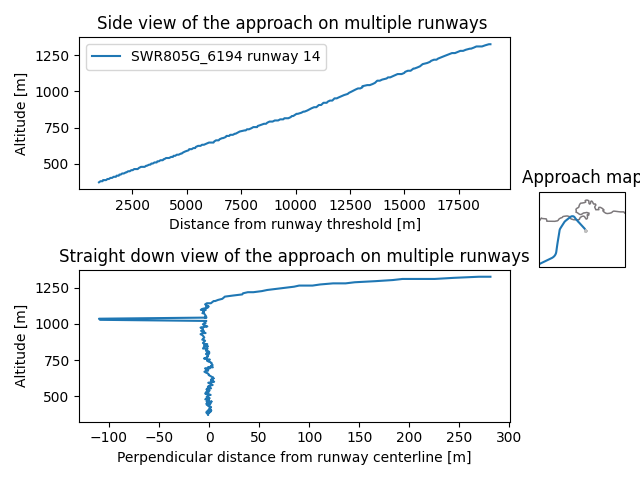 Side view of the approach on multiple runways
1250
1000
750
500
Altitude [m]
SWR805G_6194 runway 14
2500 5000 7500 10000 12500 15000 17500
Distance from runway threshold [m]
Approach map
Straight down view of the approach on multiple runways
1250
1000
750
500
Altitude [m]
−100 −50 0 50 100 150 200 250 300
Perpendicular distance from runway centerline [m]